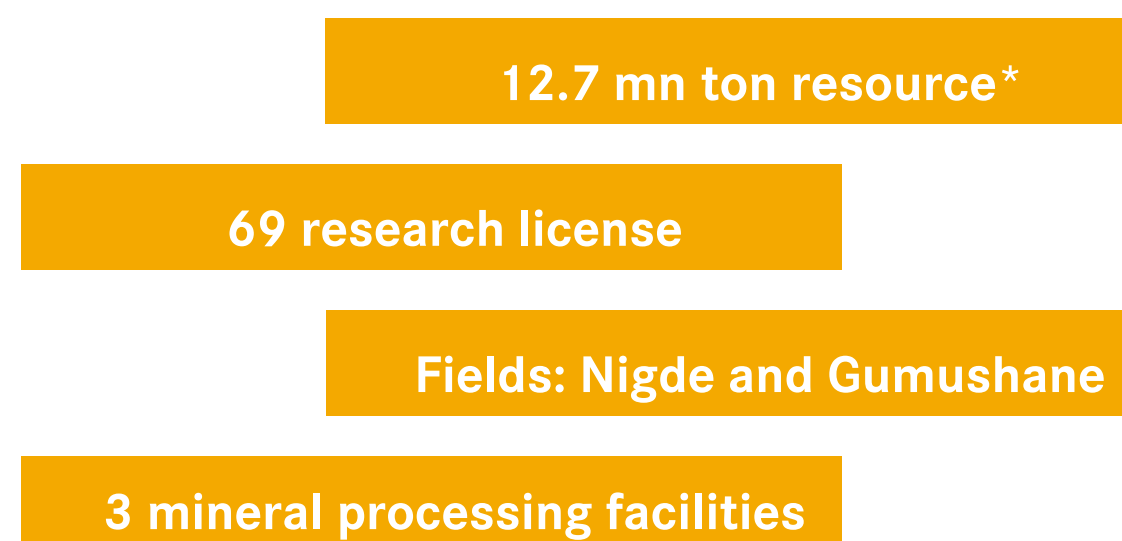 12.7 mn ton resource*
69 research license
Fields: Nigde and Gumushane
3 mineral processing facilities